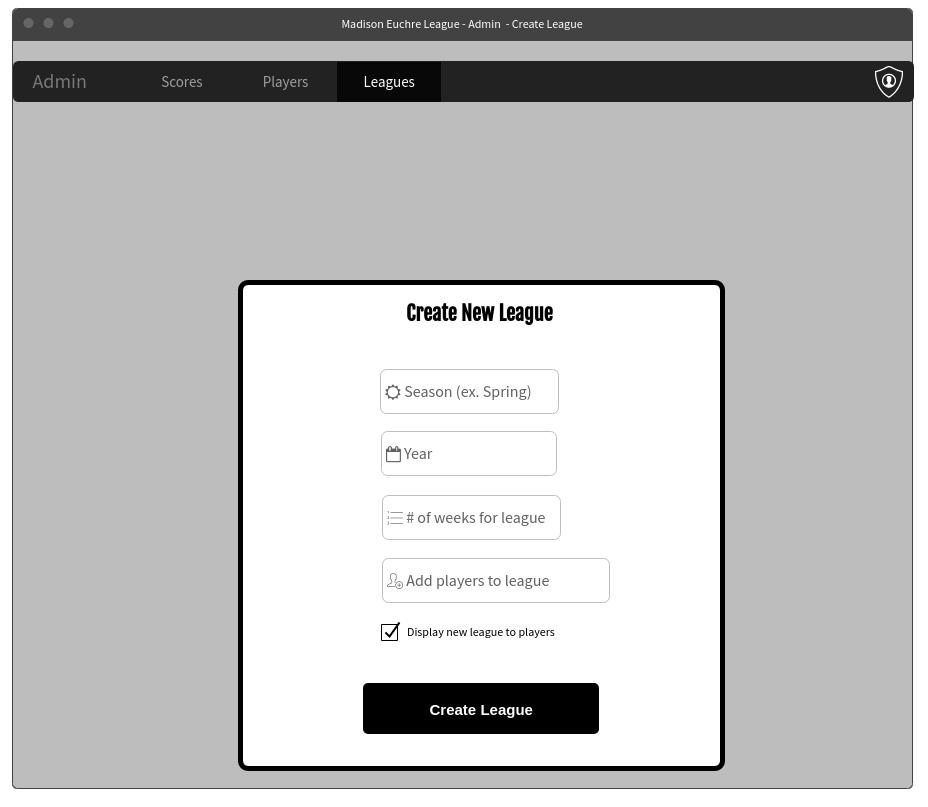 Madison Euchre League - Admin  - Create League
Admin Scores Players Leagues
Create New League
Season (ex. Spring)
Year
# of weeks for league
Add players to league
Display new league to players
Create League